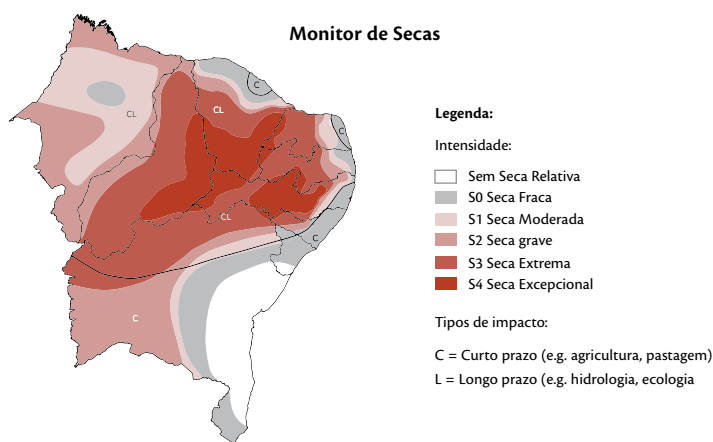 Monitor de Secas
C
CL
CL
C
CL
C
C
Legenda:
Intensidade:
Sem Seca Relativa
S0 Seca Fraca
S1 Seca Moderada
S2 Seca grave
S3 Seca Extrema
S4 Seca Excepcional
Tipos de impacto:
C = Curto prazo (e.g. agricultura, pastagem)
L = Longo prazo (e.g. hidrologia, ecologia